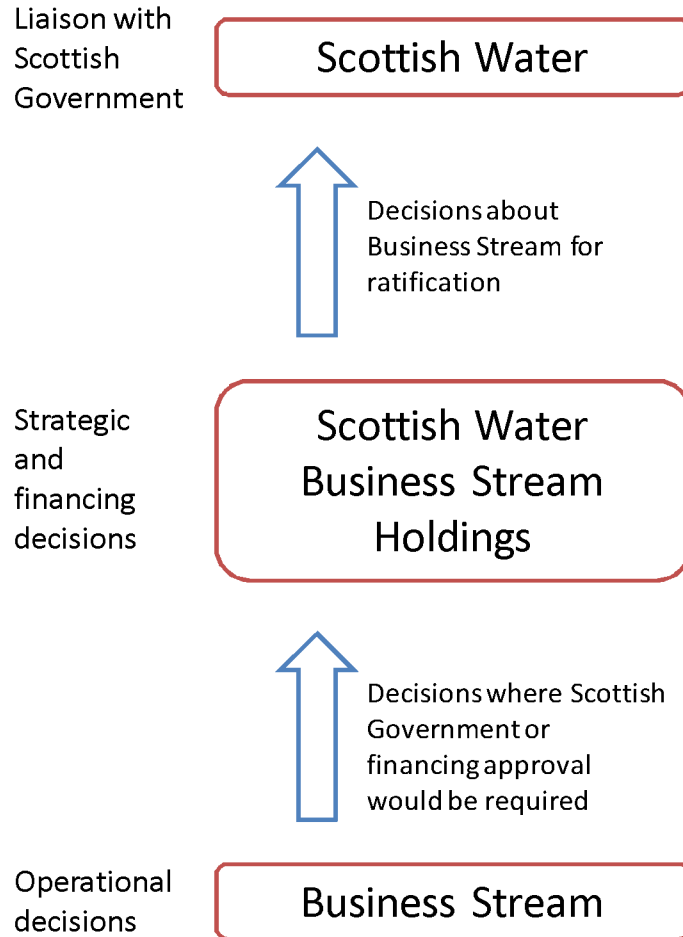 Liaison with
Scottish
Government
Scottish Water
Decisions about
Business Stream for
ratification
Strategic
and
financing
decisions
Scottish Water
Business Stream
Holdings
Decisions where Scottish
Government or
financing approval
would be required
Operational
decisions
Business Stream